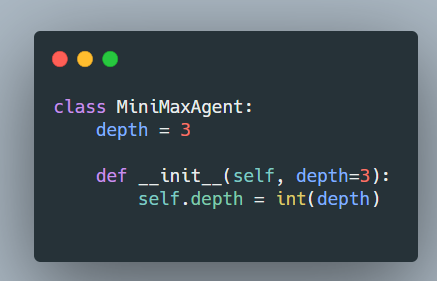 class MiniMaxAgent:
    depth = 3

    def __init__(self, depth=3):
        self.depth = int(depth)